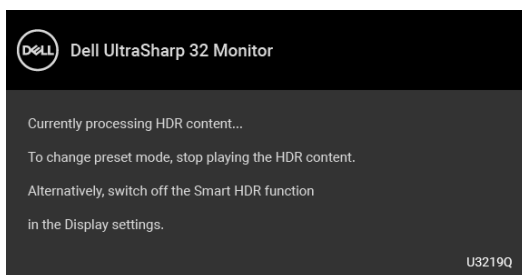 DELL
Dell UltraSharp 32 Monitor
Currently processing HDR content...
To change preset mode, stop playing the HDR content.
Alternatively, switch off the Smart HDR function
in the Display settings.
U3219Q